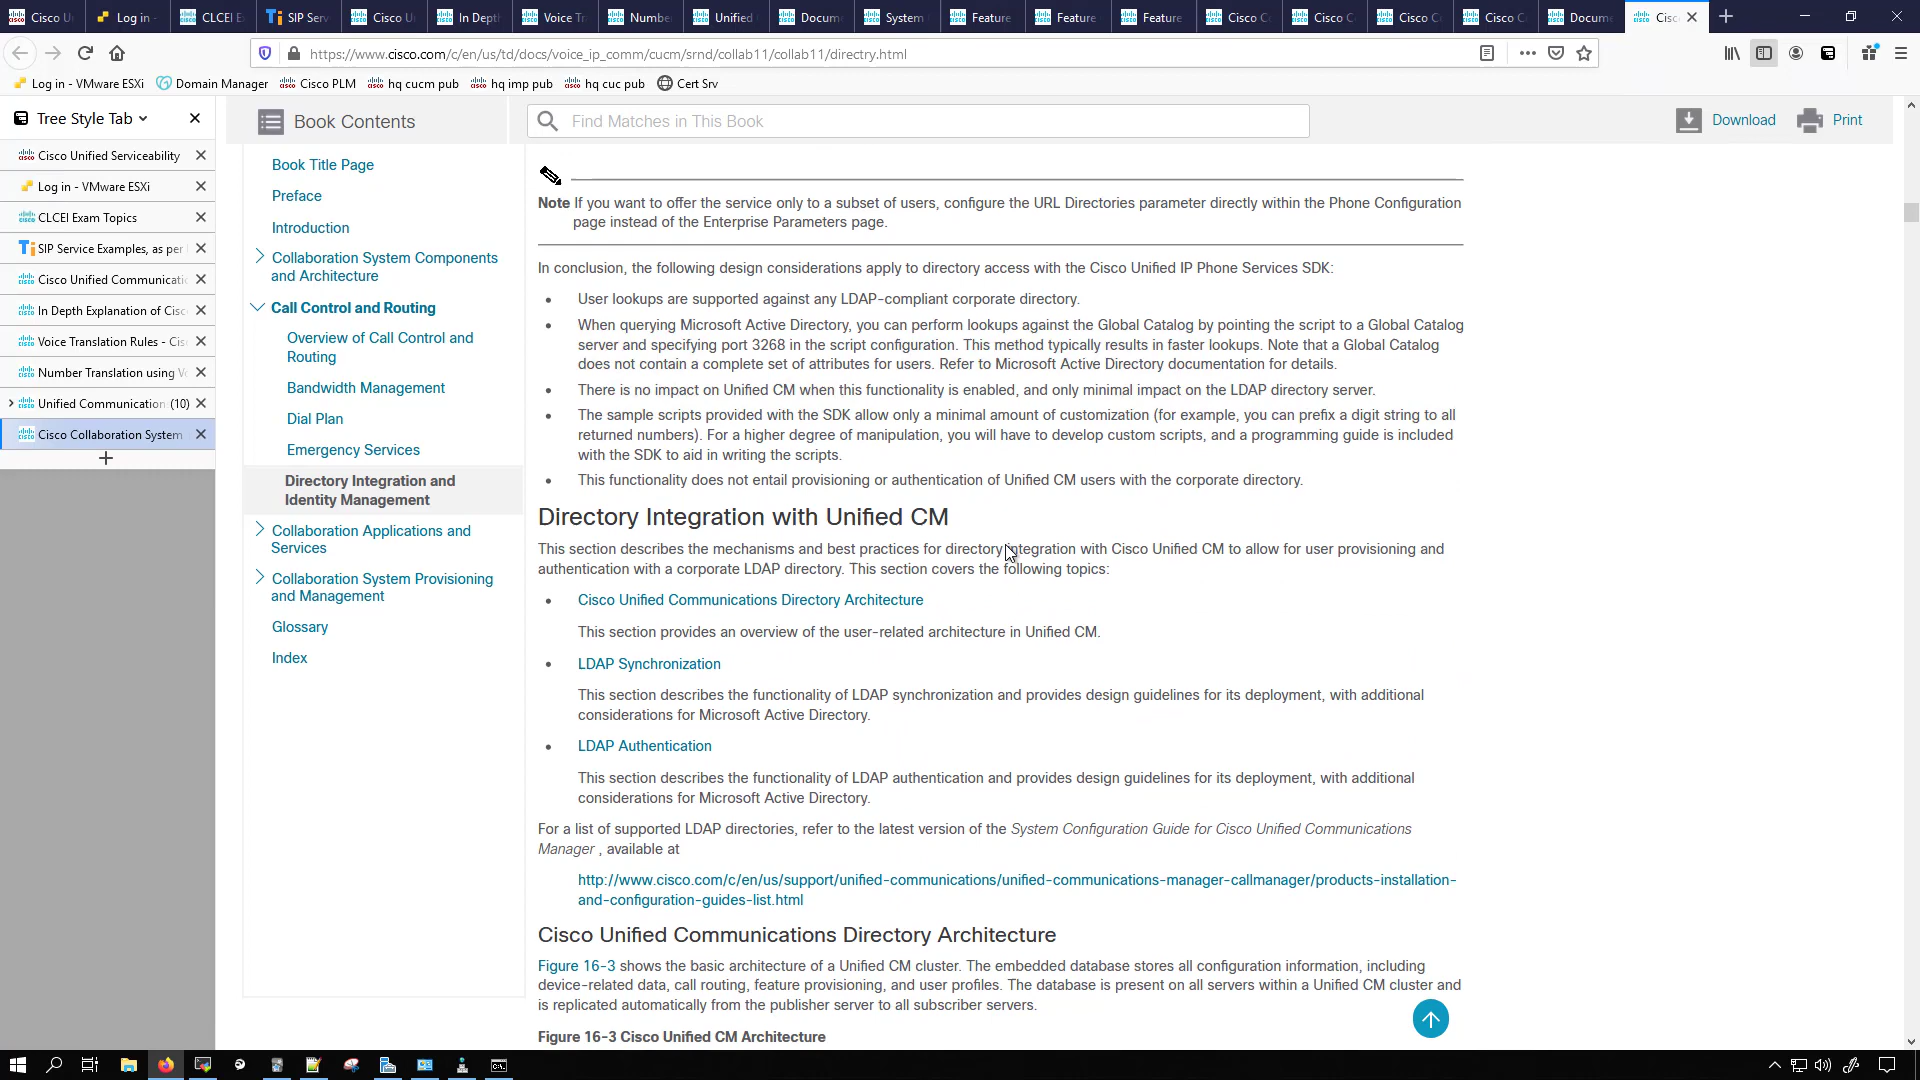 Cisco U
Log in -
CLCEI E
SIP Serv
Cisco U
In Dept
Voice Tr
Numbe
Unified
Docum
System
Feature
Feature
Feature
Cisco C
Cisco C
Cisco C
Cisco C
Docum
Cisc
https://www.cisco.com/c/en/us/td/docs/voice_ip_comm/cucm/srnd/collab11/collab11/directry.html
Log in - VMware ESXi Domain Manager Cisco PLM hq cucm pub hq imp pub hq cuc pub Cert Srv
Tree Style Tab
Cisco Unified Serviceability
Log in - VMware ESXi
CLCEI Exam Topics
SIP Service Examples, as per
Cisco Unified Communicati
In Depth Explanation of Cisc
Voice Translation Rules - Cis
Number Translation using Vo
Unified Communication (10)
Cisco Collaboration System
Book Contents
Find Matches in This Book
Download
Print
Book Title Page
Preface
Introduction
Collaboration System Components
and Architecture
Call Control and Routing
Overview of Call Control and
Routing
Bandwidth Management
Dial Plan
Emergency Services
Directory Integration and
Identity Management
Collaboration Applications and
Services
Collaboration System Provisioning
and Management
Glossary
Index
Note If you want to offer the service only to a subset of users, configure the URL Directories parameter directly within the Phone Configuration
page instead of the Enterprise Parameters page.
In conclusion, the following design considerations apply to directory access with the Cisco Unified IP Phone Services SDK:
• User lookups are supported against any LDAP-compliant corporate directory.
• When querying Microsoft Active Directory, you can perform lookups against the Global Catalog by pointing the script to a Global Catalog
server and specifying port 3268 in the script configuration. This method typically results in faster lookups. Note that a Global Catalog
does not contain a complete set of attributes for users. Refer to Microsoft Active Directory documentation for details.
• There is no impact on Unified CM when this functionality is enabled, and only minimal impact on the LDAP directory server.
• The sample scripts provided with the SDK allow only a minimal amount of customization (for example, you can prefix a digit string to all
returned numbers). For a higher degree of manipulation, you will have to develop custom scripts, and a programming guide is included
with the SDK to aid in writing the scripts.
• This functionality does not entail provisioning or authentication of Unified CM users with the corporate directory.
Directory Integration with Unified CM
This section describes the mechanisms and best practices for directory integration with Cisco Unified CM to allow for user provisioning and
authentication with a corporate LDAP directory. This section covers the following topics:
• Cisco Unified Communications Directory Architecture
This section provides an overview of the user-related architecture in Unified CM.
• LDAP Synchronization
This section describes the functionality of LDAP synchronization and provides design guidelines for its deployment, with additional
considerations for Microsoft Active Directory.
• LDAP Authentication
This section describes the functionality of LDAP authentication and provides design guidelines for its deployment, with additional
considerations for Microsoft Active Directory.
For a list of supported LDAP directories, refer to the latest version of the System Configuration Guide for Cisco Unified Communications
Manager , available at
http://www.cisco.com/c/en/us/support/unified-communications/unified-communications-manager-callmanager/products-installation-
and-configuration-guides-list.html
Cisco Unified Communications Directory Architecture
Figure 16-3 shows the basic architecture of a Unified CM cluster. The embedded database stores all configuration information, including
device-related data, call routing, feature provisioning, and user profiles. The database is present on all servers within a Unified CM cluster and
is replicated automatically from the publisher server to all subscriber servers.
Figure 16-3 Cisco Unified CM Architecture